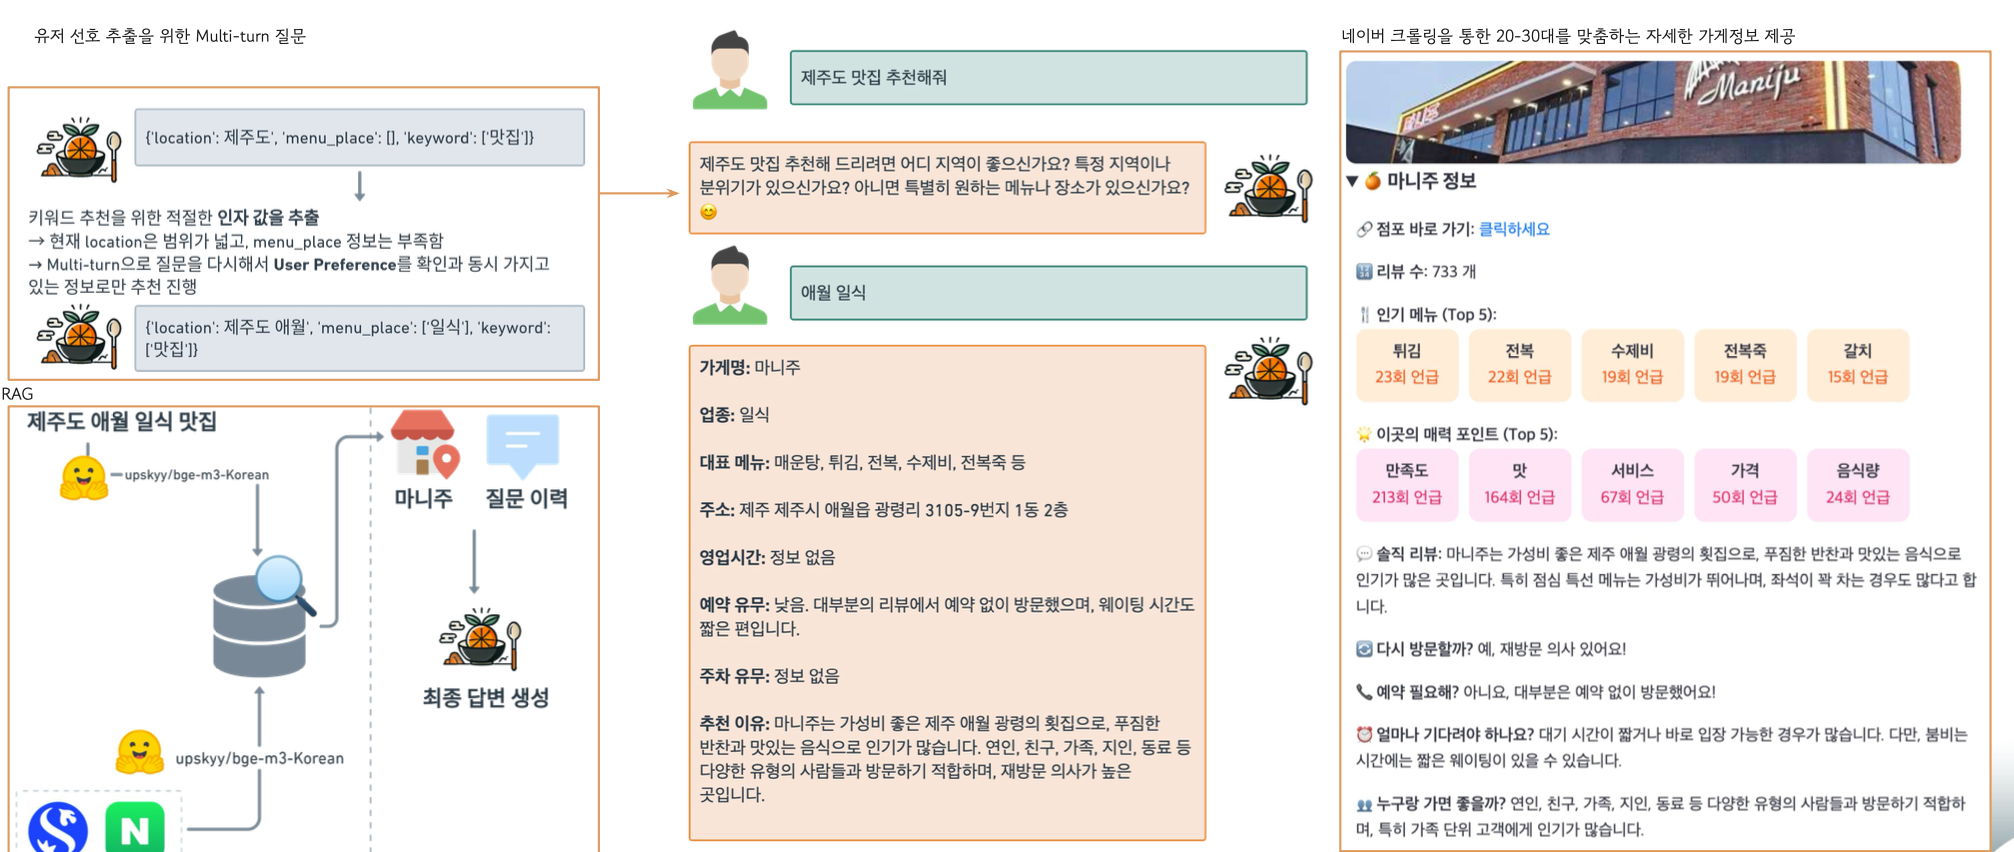 유저 선호 추출을 위한 Multi-turn 질문
{'location': 제주도', 'menu_place': [], 'keyword': ['맛집']}
키워드 추천을 위한 적절한 인자 값을 추출
→ 현재 location은 범위가 넓고, menu_place 정보는 부족함
→ Multi-turn으로 질문을 다시해서 User Preference를 확인과 동시 가지고
있는 정보로만 추천 진행
{'location': 제주도 애월', 'menu_place': ['일식'], 'keyword':
['맛집']}
RAG
제주도 애월 일식 맛집
upskyy/bge-m3-Korean
마니주
질문 이력
최종 답변 생성
upskyy/bge-m3-Korean
N
제주도 맛집 추천해줘
제주도 맛집 추천해 드리려면 어디 지역이 좋으신가요? 특정 지역이나
분위기가 있으신가요? 아니면 특별히 원하는 메뉴나 장소가 있으신가요?
😊
애월 일식
가게명: 마니주
업종: 일식
대표 메뉴: 매운탕, 튀김, 전복, 수제비, 전복죽 등
주소: 제주 제주시 애월읍 광령리 3105-9번지 1동 2층
영업시간: 정보 없음
예약 유무: 낮음. 대부분의 리뷰에서 예약 없이 방문했으며, 웨이팅 시간도
짧은 편입니다.
주차 유무: 정보 없음
추천 이유: 마니주는 가성비 좋은 제주 애월 광령의 횟집으로, 푸짐한
반찬과 맛있는 음식으로 인기가 많습니다. 연인, 친구, 가족, 지인, 동료 등
다양한 유형의 사람들과 방문하기 적합하며, 재방문 의사가 높은
곳입니다.
네이버 크롤링을 통한 20-30대를 맞춤하는 자세한 가게정보 제공
Maniju
▼ 🍊 마니주 정보
🔗 점포 바로 가기: 클릭하세요
🔢 리뷰 수: 733 개
🍴 인기 메뉴 (Top 5):
튀김 전복 수제비 전복죽 갈치
23회 언급 22회 언급 19회 언급 19회 언급 15회 언급
🌟 이곳의 매력 포인트 (Top 5):
만족도 맛 서비스 가격 음식량
213회 언급 164회 언급 67회 언급 50회 언급 24회 언급
💬 솔직 리뷰: 마니주는 가성비 좋은 제주 애월 광령의 횟집으로, 푸짐한 반찬과 맛있는 음식으로
인기가 많은 곳입니다. 특히 점심 특선 메뉴는 가성비가 뛰어나며, 좌석이 꽉 차는 경우도 많다고 합
니다.
🔄 다시 방문할까? 예, 재방문 의사 있어요!
📞 예약 필요해? 아니요, 대부분은 예약 없이 방문했어요!
⏰ 얼마나 기다려야 하나요? 대기 시간이 짧거나 바로 입장 가능한 경우가 많습니다. 다만, 붐비는
시간에는 짧은 웨이팅이 있을 수 있습니다.
👥 누구랑 가면 좋을까? 연인, 친구, 가족, 지인, 동료 등 다양한 유형의 사람들과 방문하기 적합하
며, 특히 가족 단위 고객에게 인기가 많습니다.